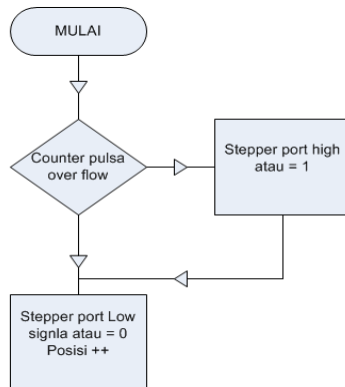 MULAI
Counter pulsa
over flow
Stepper port high
atau = 1
Stepper port Low
signla atau = 0
Posisi ++